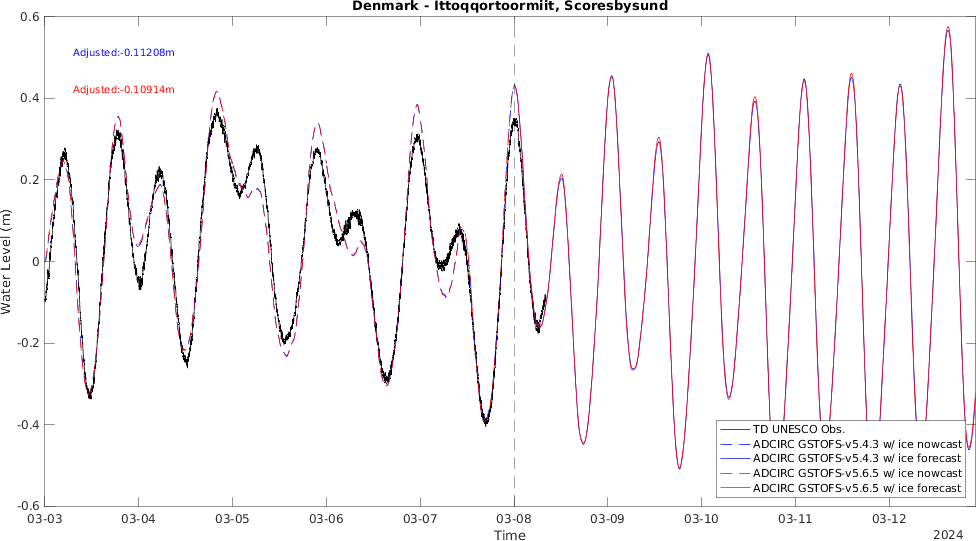 Denmark - Ittoqqortoormiit, Scoresbysund
0.6
0.4
0.2
0
-0.2
-0.4
-0.6
Water Level (m)
Adjusted:-0.11208m
Adjusted:-0.10914m
TD UNESCO Obs.
ADCIRC GSTOFS-v5.4.3 w/ ice nowcast
ADCIRC GSTOFS-v5.4.3 w/ ice forecast
ADCIRC GSTOFS-v5.6.5 w/ ice nowcast
ADCIRC GSTOFS-v5.6.5 w/ ice forecast
03-03 03-04 03-05 03-06 03-07 03-08 03-09 03-10 03-11 03-12
Time
2024